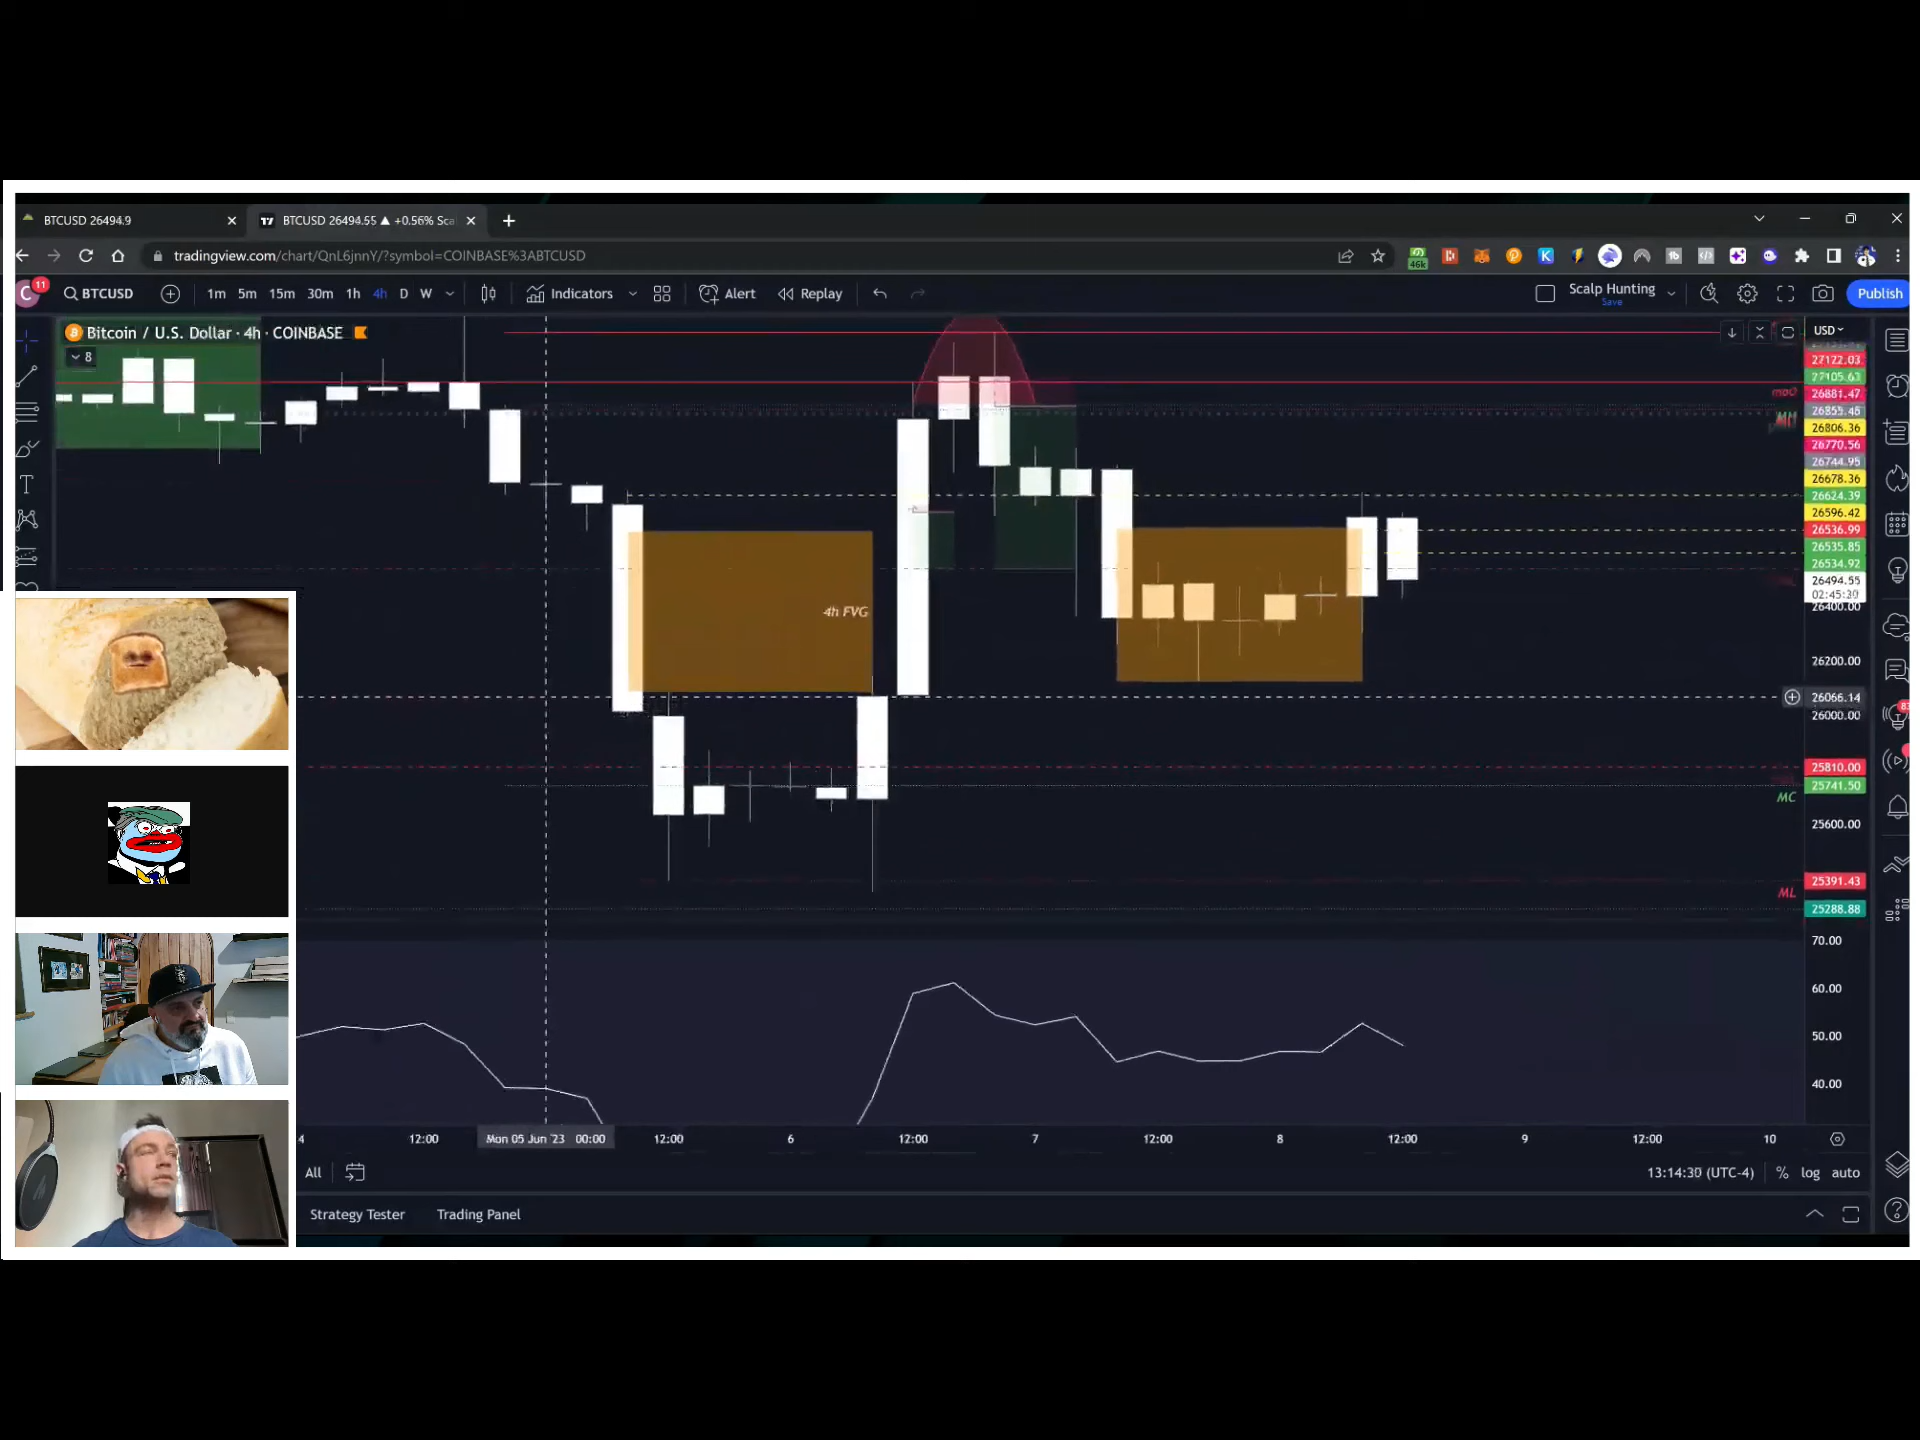 BTCUSD 26494.9
BTCUSD 26494.55 ▲ +0.56% Sca
tradingview.com/chart/QnL6jnnY/?symbol=COINBASE%3ABTCUSD
46k
C 11 BTCUSD 1m 5m 15m 30m 1h 4h D W Indicators Alert Replay Scalp Hunting Publish
Save
Bitcoin / U.S. Dollar · 4h · COINBASE
USD
8
27122.03
27105.63
26881.47
26855.46
26806.36
26770.56
26744.95
26678.36
26624.39
26596.42
26536.99
26535.85
26534.92
26494.55
02:45:30
26400.00
4h FVG
26200.00
26066.14
26000.00
25810.00
25741.50
MC
25600.00
25391.43
ML
25288.88
70.00
60.00
50.00
40.00
4 12:00 Mon 05 Jun '23 00:00 12:00 6 12:00 7 12:00 8 12:00 9 12:00 10
All 13:14:30 (UTC-4) % log auto
Strategy Tester Trading Panel